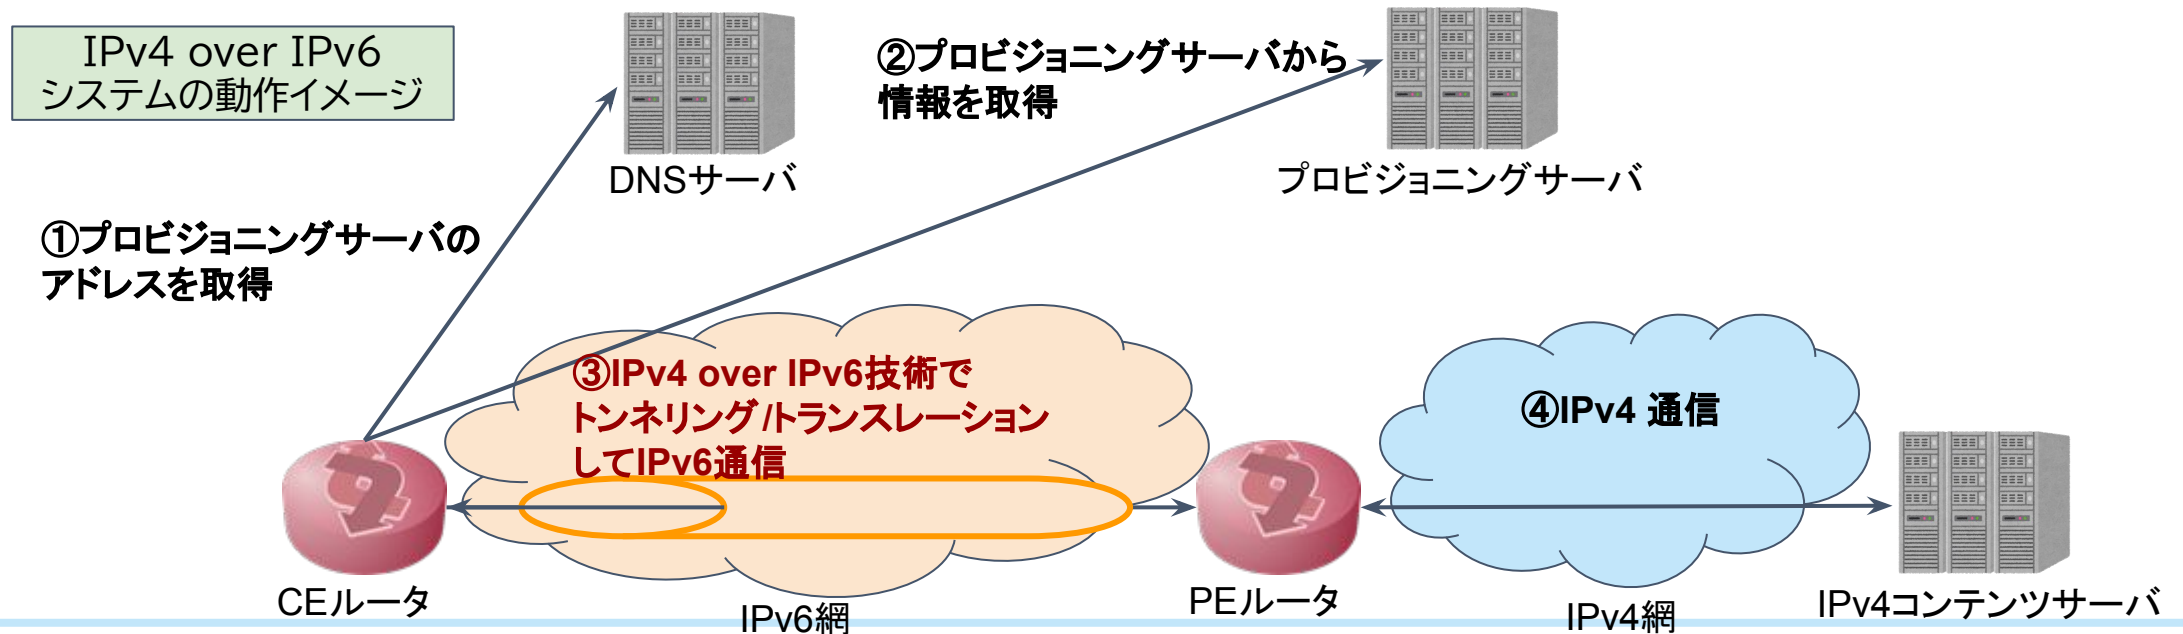 IPv4 over IPv6
システムの動作イメージ
②プロビジョニングサーバから
情報を取得
DNSサーバ
プロビジョニングサーバ
①プロビジョニングサーバの
アドレスを取得
③IPv4 over IPv6技術で
トンネリング/トランスレーション
してIPv6通信
④IPv4 通信
CEルータ
IPv6網
PEルータ
IPv4網
IPv4コンテンツサーバ